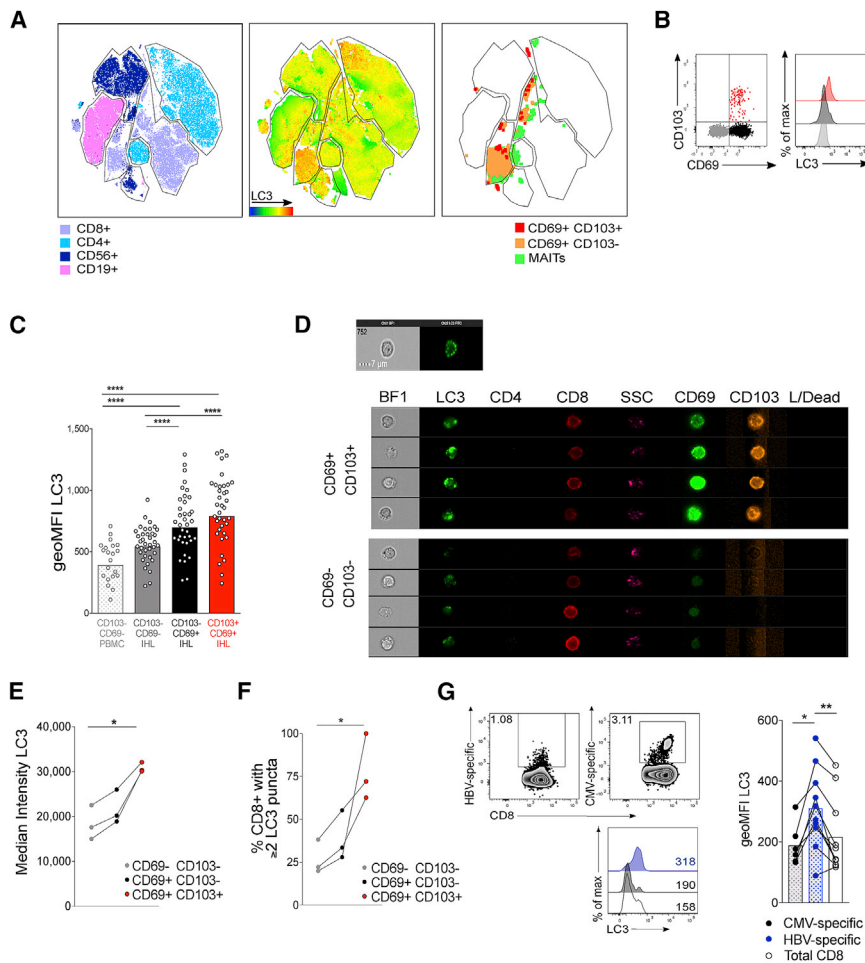 A
LC3
CD8+
CD4+
CD56+
CD19+
CD69+ CD103+
CD69+ CD103-
MAITs
B
CD103
CD69
% of max
LC3
C
****
****
****
****
geoMFI LC3
1,500
1,000
500
0
CD103-
CD69-
PBMC
CD103-
CD69-
IHL
CD103-
CD69+
IHL
CD103+
CD69+
IHL
D
752
7 μm
BF1 LC3 CD4 CD8 SSC CD69 CD103 L/Dead
CD69+
CD103+
CD69-
CD103-
E
Median Intensity LC3
40,000
30,000
20,000
10,000
0
*
CD69- CD103-
CD69+ CD103-
CD69+ CD103+
F
% CD8+ with
≥2 LC3 puncta
100
75
50
25
0
*
CD69- CD103-
CD69+ CD103-
CD69+ CD103+
G
HBV-specific
1.08
CMV-specific
3.11
CD8
% of max
318
190
158
LC3
geoMFI LC3
600
400
200
0
*
**
CMV-specific
HBV-specific
Total CD8